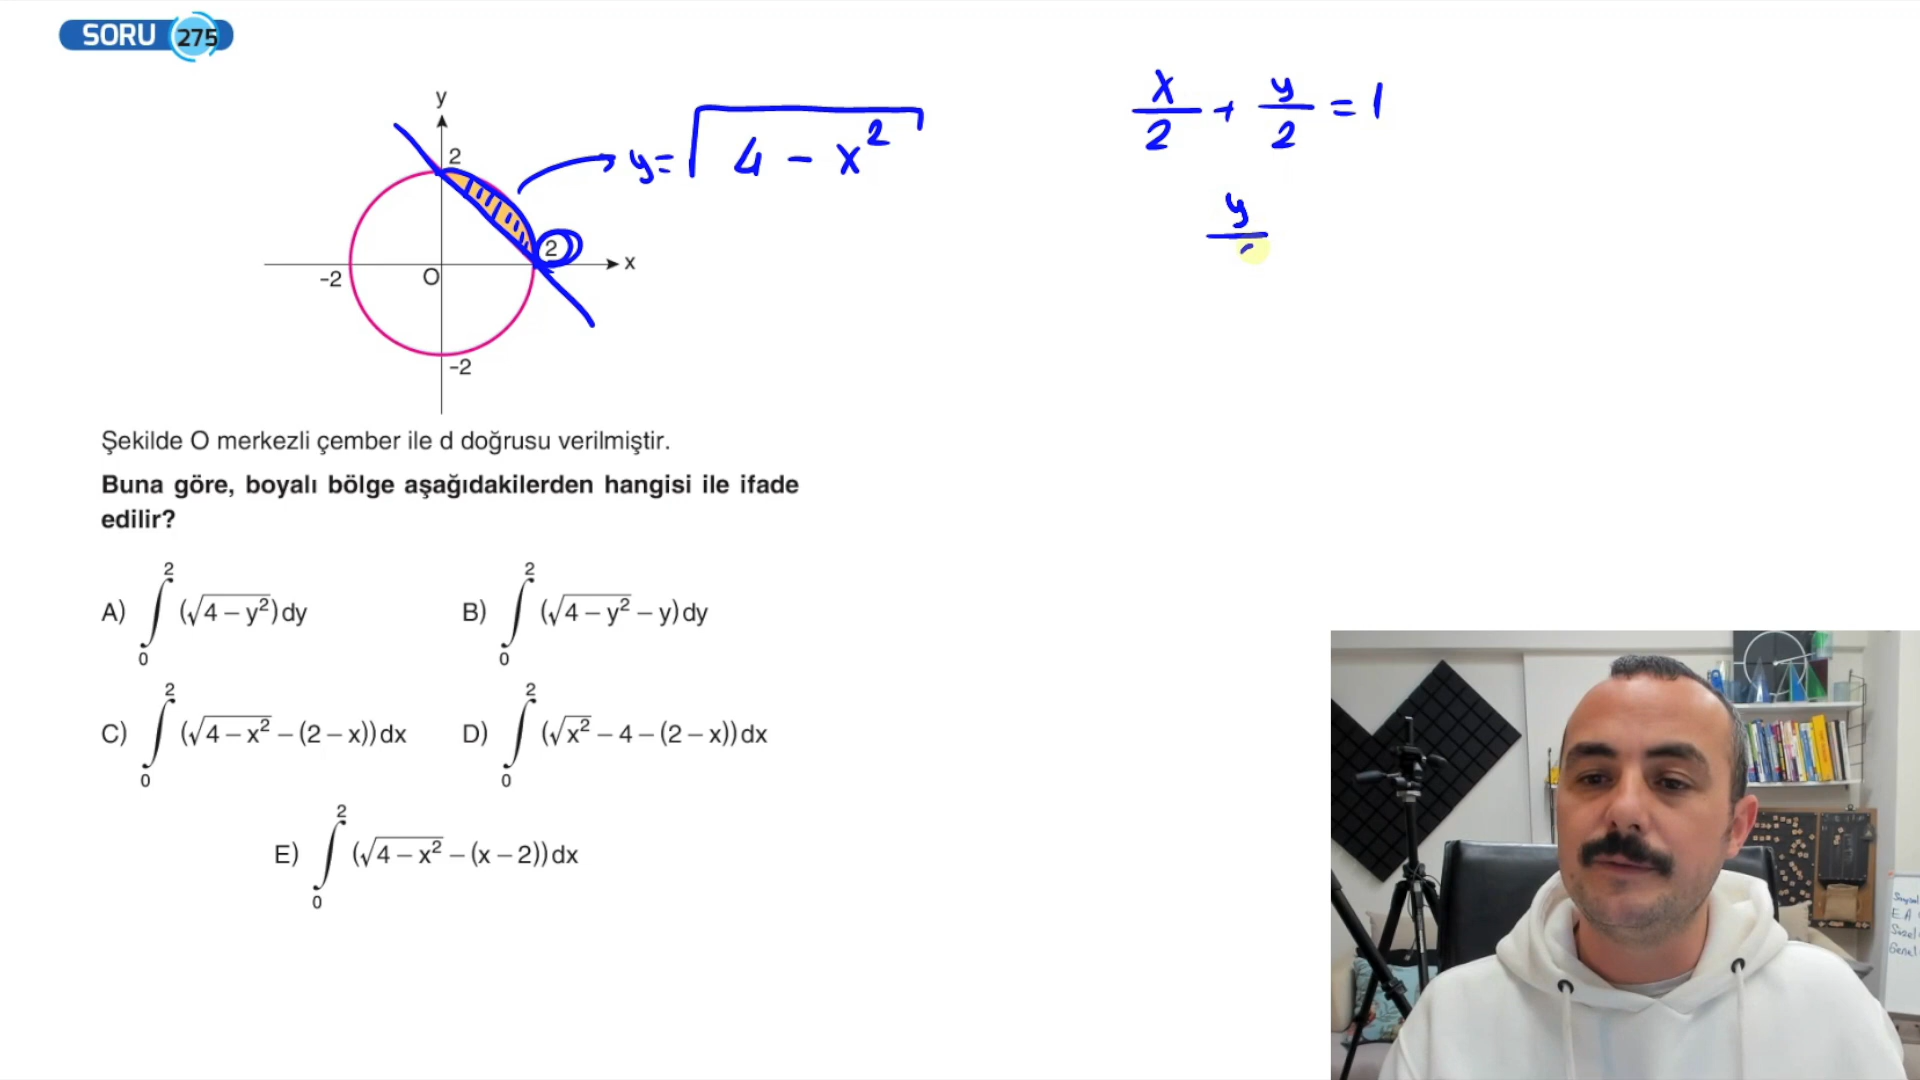 SORU 275
y
2
y = √4 - x²
x/2 + y/2 = 1
y
2
-2
O
x
-2
Şekilde O merkezli çember ile d doğrusu verilmiştir.
Buna göre, boyalı bölge aşağıdakilerden hangisi ile ifade
edilir?
A) ∫₀² (√4 – y²) dy
B) ∫₀² (√4 – y² – y) dy
C) ∫₀² (√4 – x² – (2 – x)) dx
D) ∫₀² (√x² – 4 – (2 – x)) dx
E) ∫₀² (√4 – x² – (x – 2)) dx